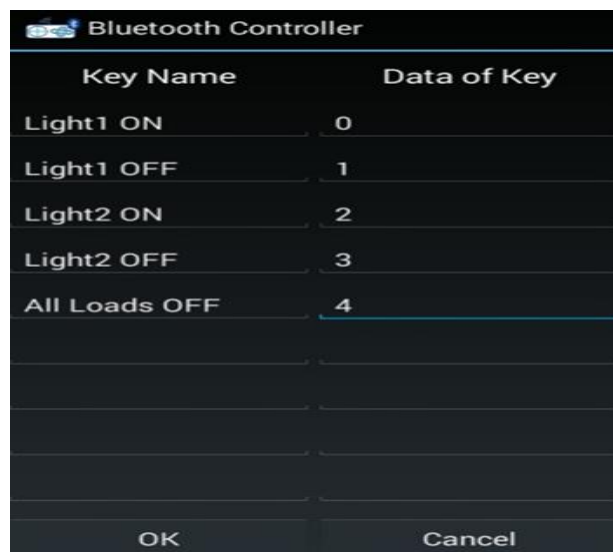 Bluetooth Controller
Key Name Data of Key
Light1 ON 0
Light1 OFF 1
Light2 ON 2
Light2 OFF 3
All Loads OFF 4
OK Cancel